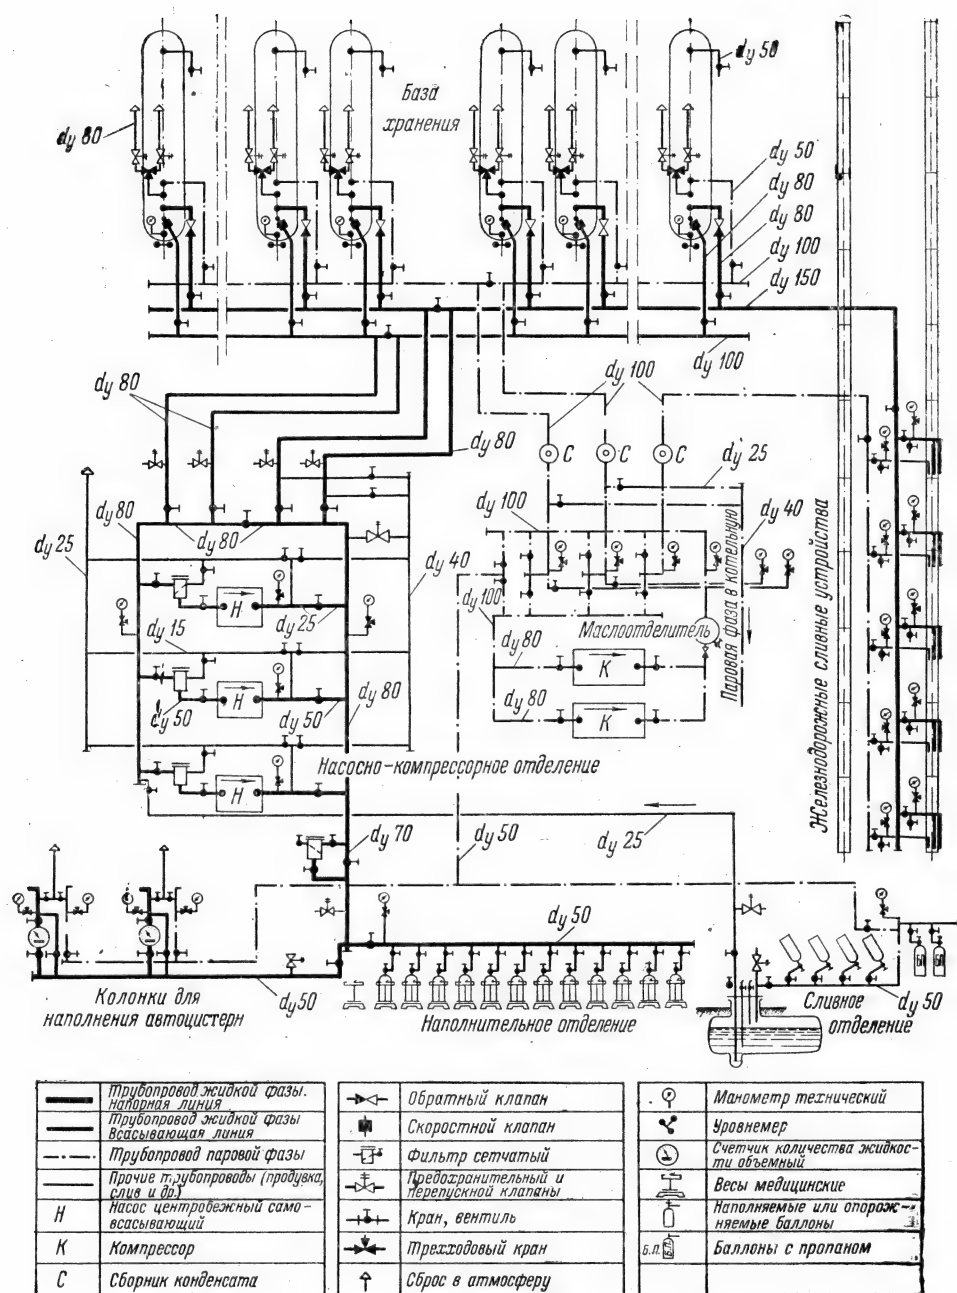 dy 50
База
хранения
dy 80
dy 50
dy 80
dy 80
dy 100
dy 150
dy 100
dy 80
dy 100
dy 80
С
С
С
dy 25
dy 80
dy 80
dy 100
dy 40
dy 25
dy 40
Н
dy 25
dy 100
dy 15
Маслоотделитель
dy 80
К
Паровая фаза в котельную
Железнодорожные сливные устройства
dy 50
Н
dy 50
dy 80
dy 80
К
Насосно-компрессорное отделение
Н
dy 70
dy 50
dy 25
dy 50
Колонки для
наполнения автоцистерн
dy 50
Наполнительное отделение
Сливное
отделение
dy 50
Трубопровод жидкой фазы.
напорная линия
Трубопровод жидкой фазы
Всасывающая линия
Трубопровод паровой фазы
Прочие трубопроводы (продувка,
слив и др.)
Н Насос центробежный само-
всасывающий
К Компрессор
С Сборник конденсата
Обратный клапан
Скоростной клапан
Фильтр сетчатый
Предохранительный и
перепускной клапаны
Кран, вентиль
Трехходовый кран
Сброс в атмосферу
Манометр технический
Уровнемер
Счетчик количества жидкос-
ти объемный
Весы медицинские
Наполняемые или опорож-
няемые баллоны
Б.П. Баллоны с пропаном